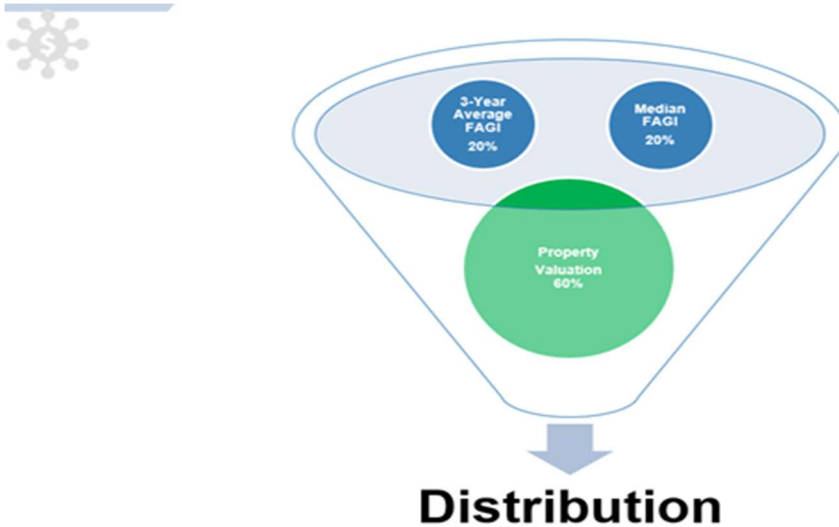 3-Year
Average
FAGI
20%
Median
FAGI
20%
Property
Valuation
60%
Distribution